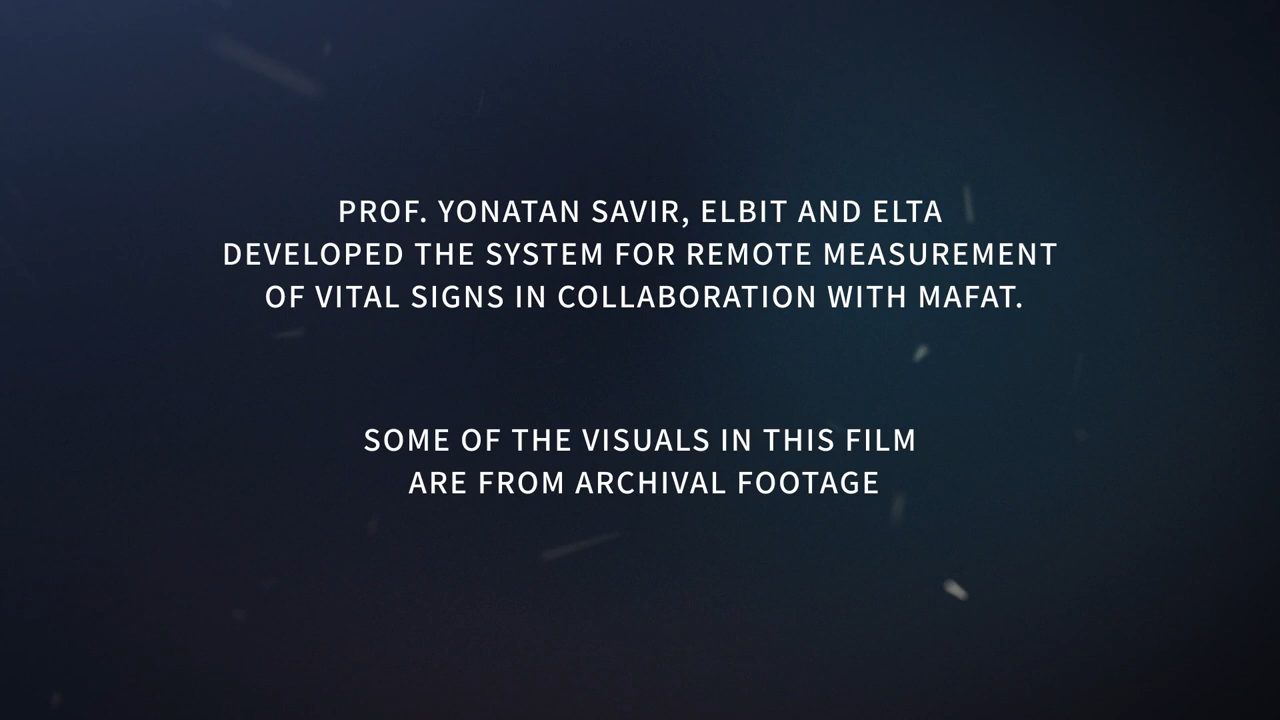 PROF. YONATAN SAVIR, ELBIT AND ELTA
DEVELOPED THE SYSTEM FOR REMOTE MEASUREMENT
OF VITAL SIGNS IN COLLABORATION WITH MAFAT.
SOME OF THE VISUALS IN THIS FILM
ARE FROM ARCHIVAL FOOTAGE